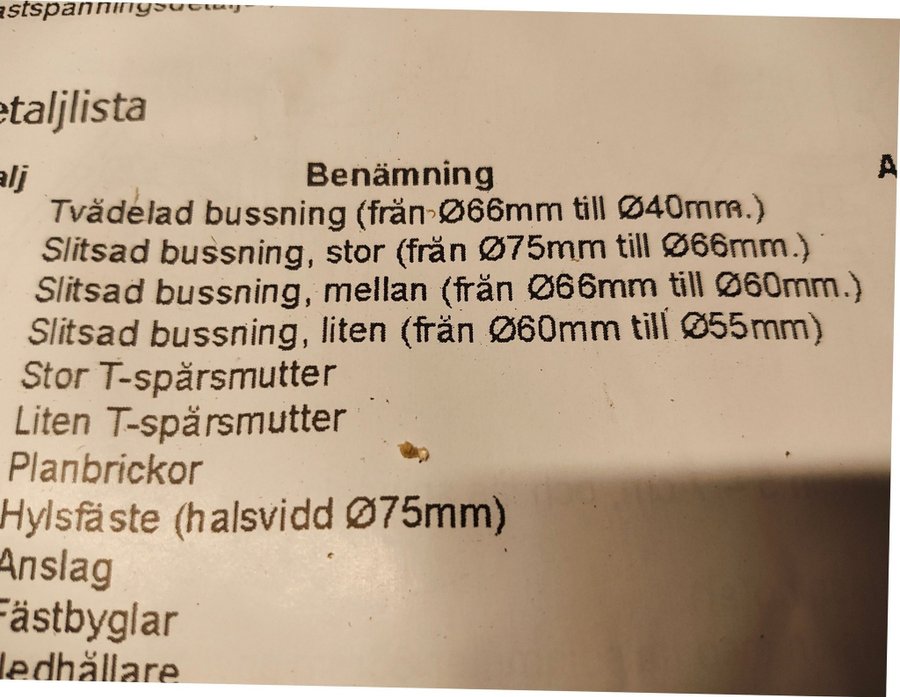 astspänningsdetalj
etaljlista
alj Benämning A
Tvådelad bussning (från Ø66mm till Ø40mm.)
Slitsad bussning, stor (från Ø75mm till Ø66mm.)
Slitsad bussning, mellan (från Ø66mm till Ø60mm.)
Slitsad bussning, liten (från Ø60mm till Ø55mm)
Stor T-spårsmutter
Liten T-spårsmutter
Planbrickor
Hylsfäste (halsvidd Ø75mm)
Anslag
Fästbyglar
Nedhållare